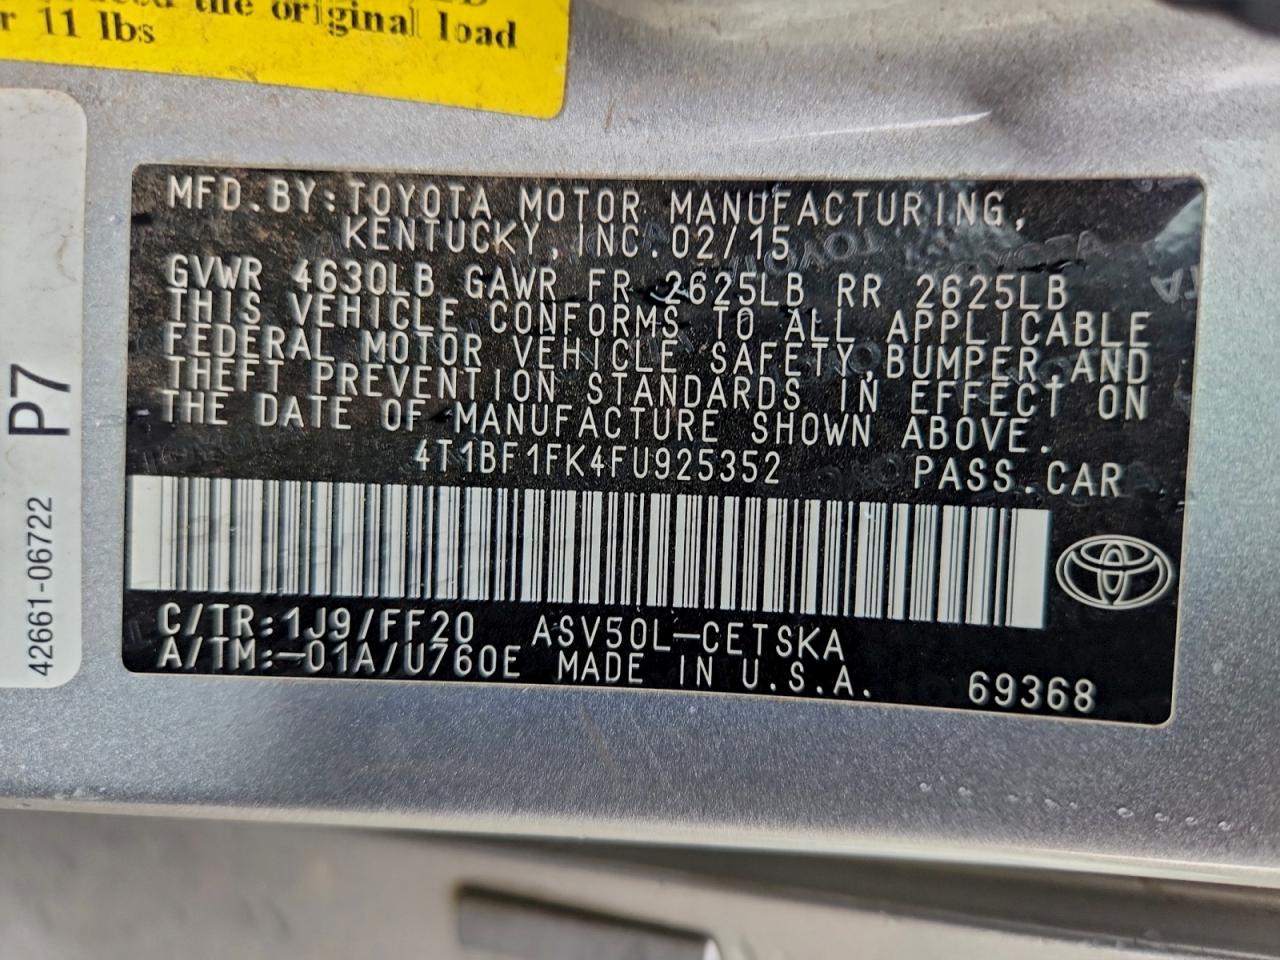 the original load
r 11 lbs
P7
42661-06722
MFD.BY:TOYOTA MOTOR MANUFACTURING,
KENTUCKY,INC.02/15
GVWR 4630LB GAWR FR 2625LB RR 2625LB
THIS VEHICLE CONFORMS TO ALL APPLICABLE
FEDERAL MOTOR VEHICLE SAFETY,BUMPER,AND
THEFT PREVENTION STANDARDS IN EFFECT ON
THE DATE OF MANUFACTURE SHOWN ABOVE.
4T1BF1FK4FU925352 PASS.CAR
C/TR:1J9/FF20 ASV50L-CETSKA
A/TM:-01A/U760E MADE IN U.S.A. 69368